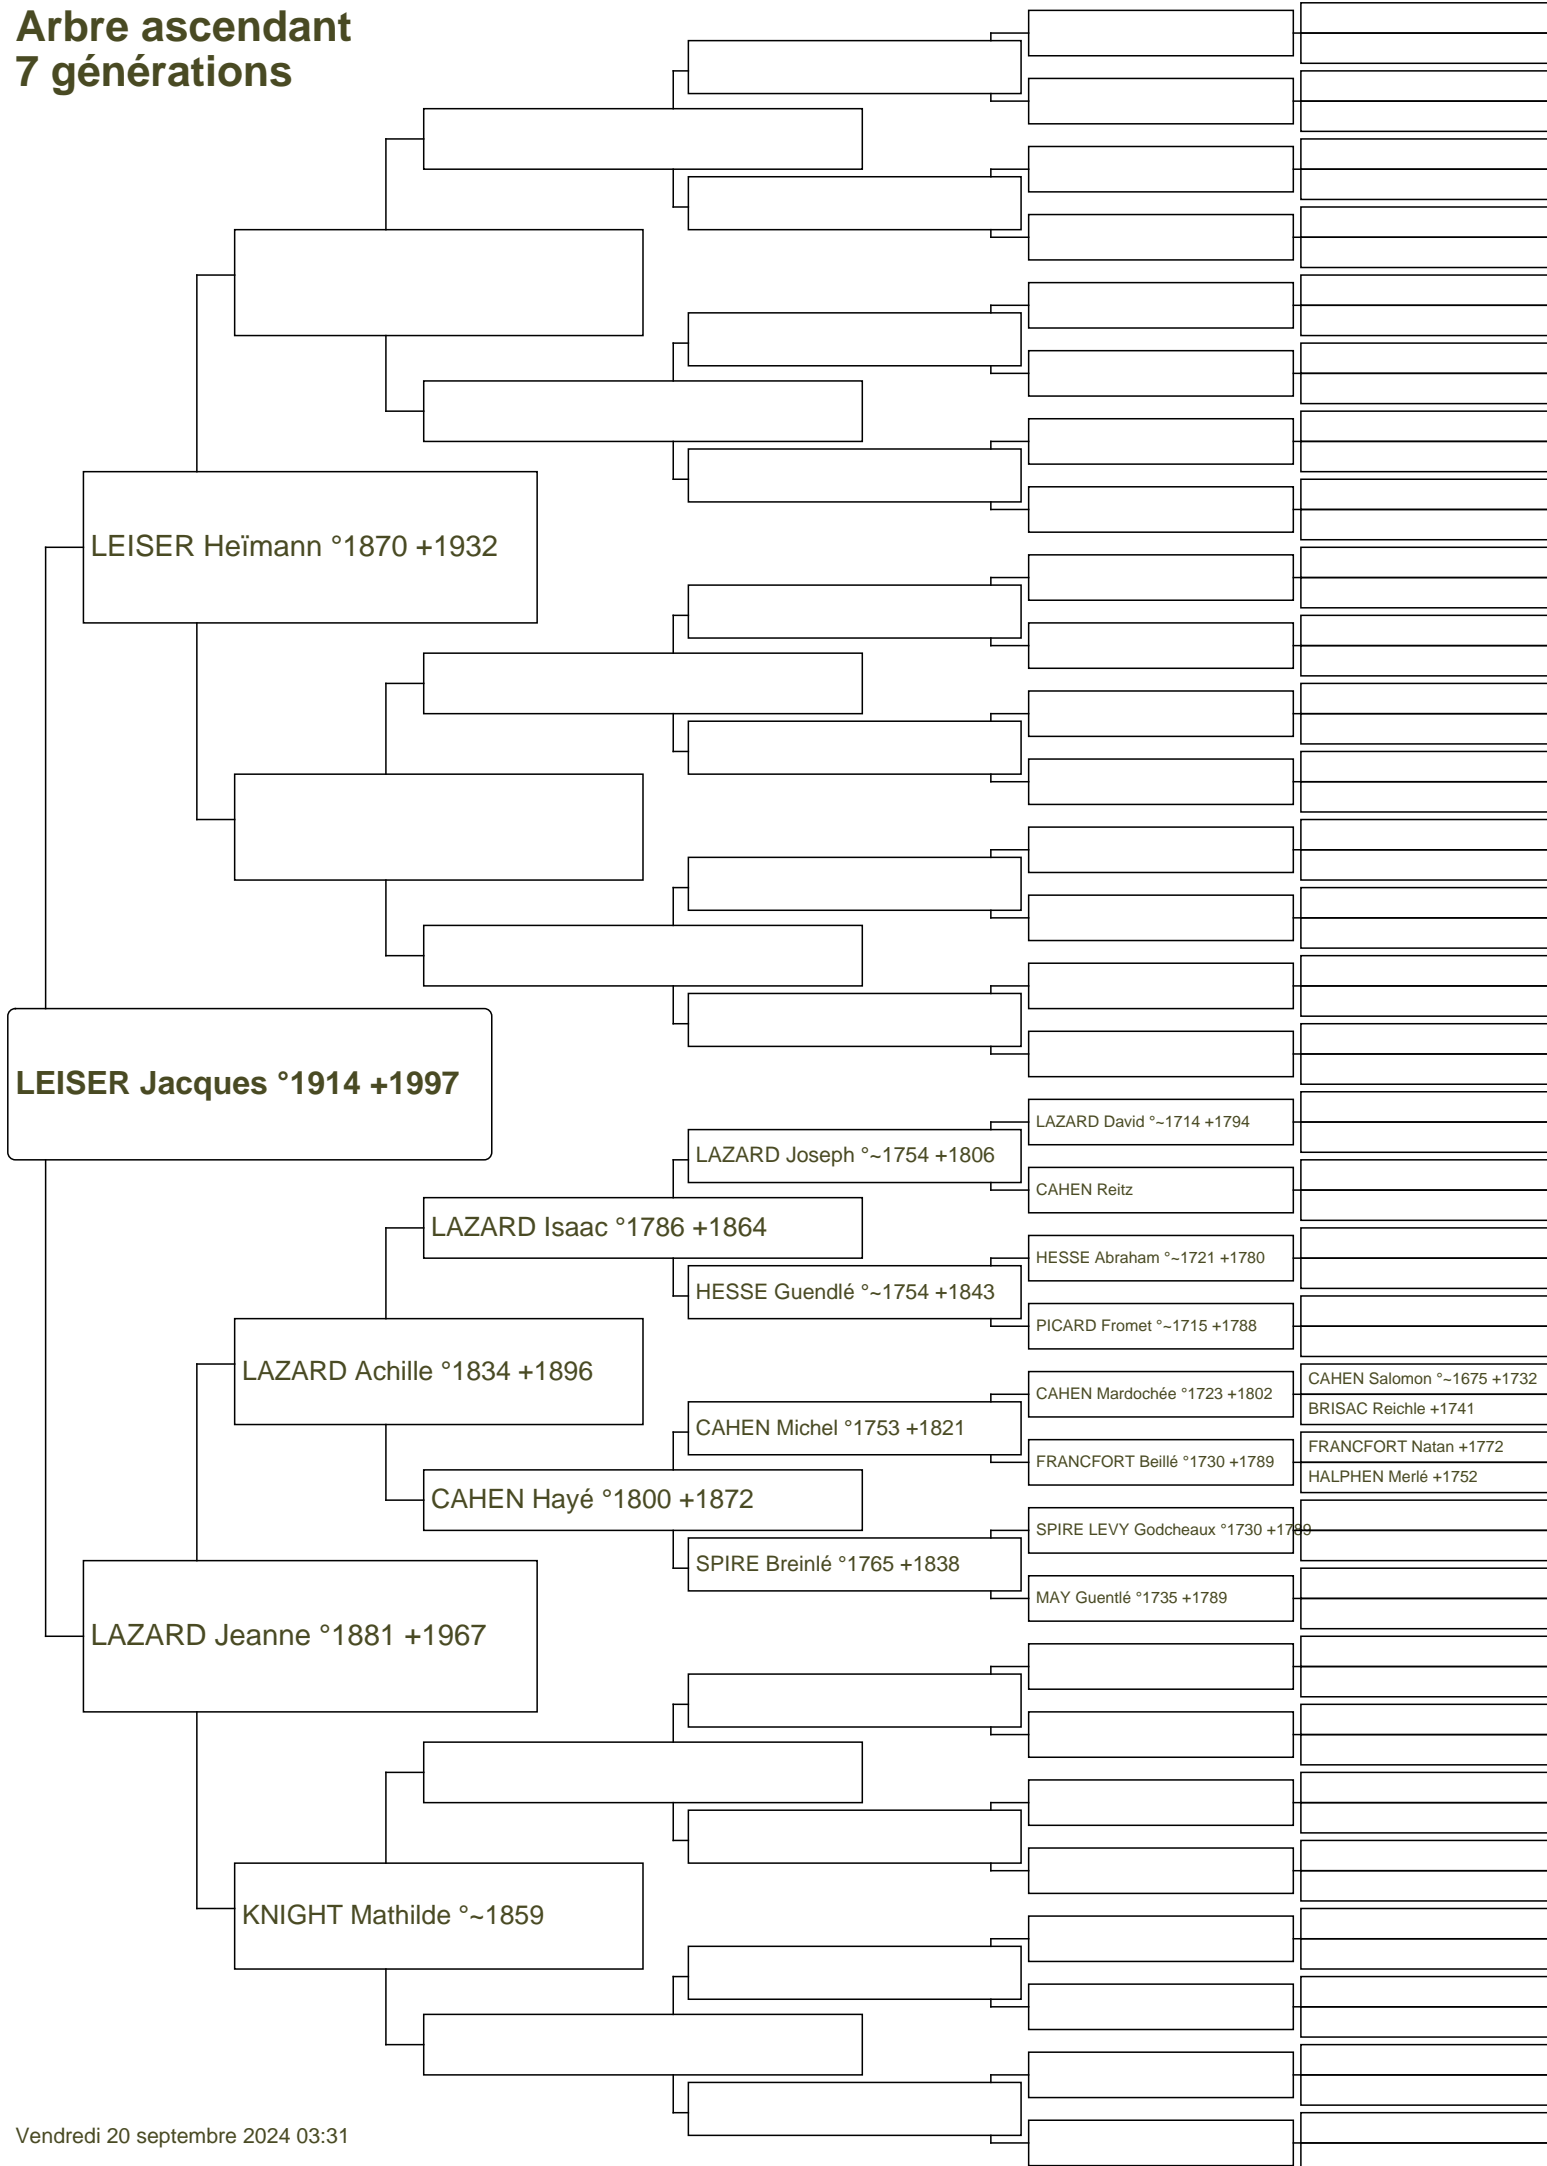 Arbre ascendant
7 générations
LEISER Heïmann °1870 +1932
LEISER Jacques °1914 +1997
LAZARD David °~1714 +1794
LAZARD Joseph °~1754 +1806
CAHEN Reitz
LAZARD Isaac °1786 +1864
HESSE Abraham °~1721 +1780
HESSE Guendlé °~1754 +1843
PICARD Fromet °~1715 +1788
LAZARD Achille °1834 +1896
CAHEN Salomon °~1675 +1732
CAHEN Mardochée °1723 +1802
BRISAC Reichle +1741
CAHEN Michel °1753 +1821
FRANCFORT Natan +1772
FRANCFORT Beillé °1730 +1789
HALPHEN Merlé +1752
CAHEN Hayé °1800 +1872
SPIRE LEVY Godcheaux °1730 +1789
SPIRE Breinlé °1765 +1838
MAY Guentlé °1735 +1789
LAZARD Jeanne °1881 +1967
KNIGHT Mathilde °~1859
Vendredi 20 septembre 2024 03:31